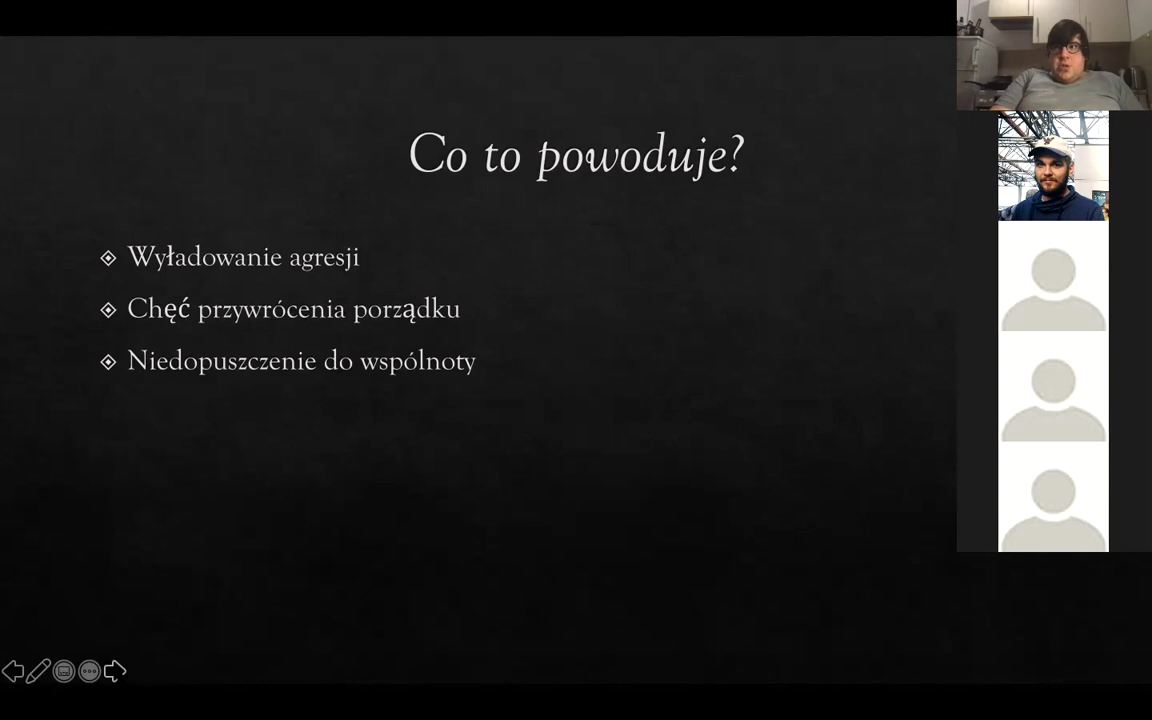 Co to powoduje?
Wyładowanie agresji
Chęć przywrócenia porządku
Niedopuszczenie do wspólnoty